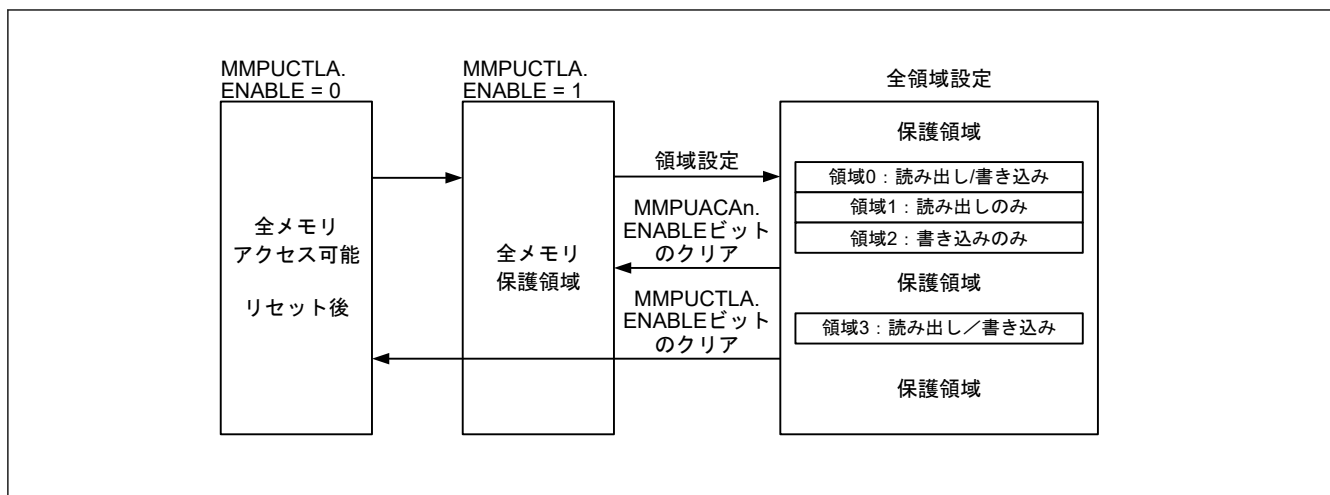 MMPUCTLA.
ENABLE = 0
全メモリ
アクセス可能
リセット後
MMPUCTLA.
ENABLE = 1
全メモリ
保護領域
領域設定
MMPUACAn.
ENABLEビット
のクリア
MMPUCTLA.
ENABLEビット
のクリア
全領域設定
保護領域
領域0：読み出し/書き込み
領域1：読み出しのみ
領域2：書き込みのみ
保護領域
領域3：読み出し／書き込み
保護領域